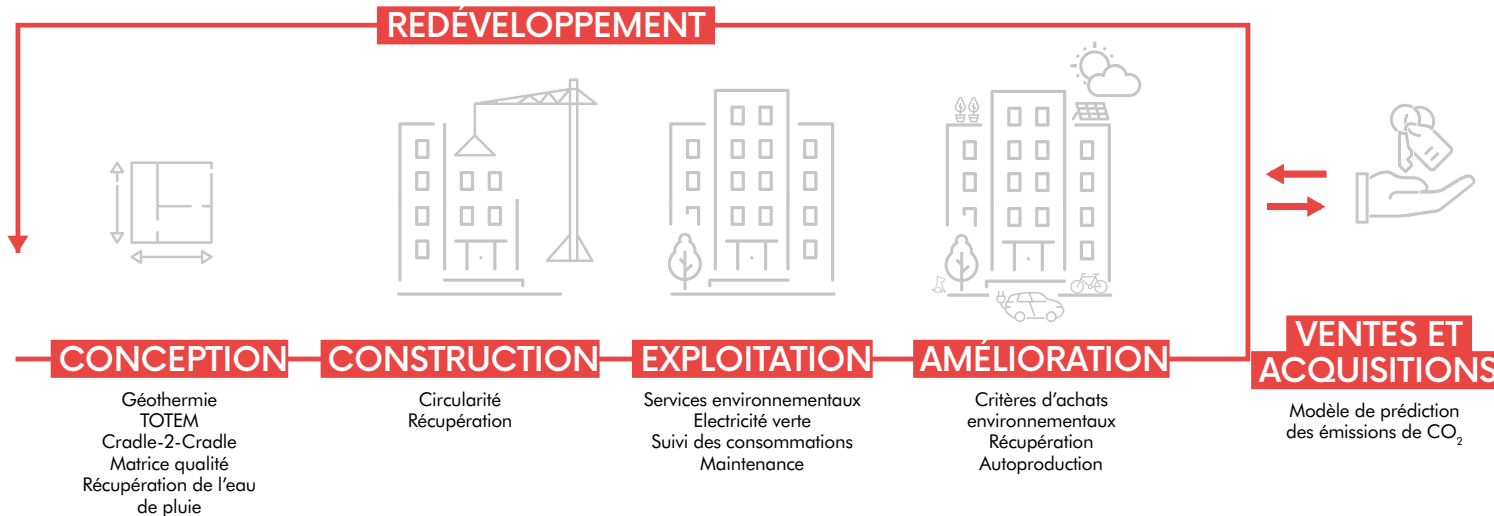 REDÉVELOPPEMENT
CONCEPTION
Géothermie
TOTEM
Cradle-2-Cradle
Matrice qualité
Récupération de l'eau
de pluie
CONSTRUCTION
Circularité
Récupération
EXPLOITATION
Services environnementaux
Electricité verte
Suivi des consommations
Maintenance
AMÉLIORATION
Critères d'achats
environnementaux
Récupération
Autoproduction
VENTES ET
ACQUISITIONS
Modèle de prédiction
des émissions de CO₂